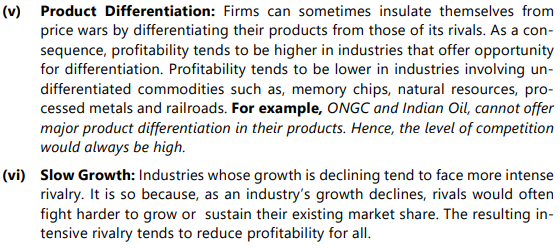 (v) Product Differentiation: Firms can sometimes insulate themselves from
price wars by differentiating their products from those of its rivals. As a con-
sequence, profitability tends to be higher in industries that offer opportunity
for differentiation. Profitability tends to be lower in industries involving un-
differentiated commodities such as, memory chips, natural resources, pro-
cessed metals and railroads. For example, ONGC and Indian Oil, cannot offer
major product differentiation in their products. Hence, the level of competition
would always be high.
(vi) Slow Growth: Industries whose growth is declining tend to face more intense
rivalry. It is so because, as an industry's growth declines, rivals would often
fight harder to grow or sustain their existing market share. The resulting in-
tensive rivalry tends to reduce profitability for all.